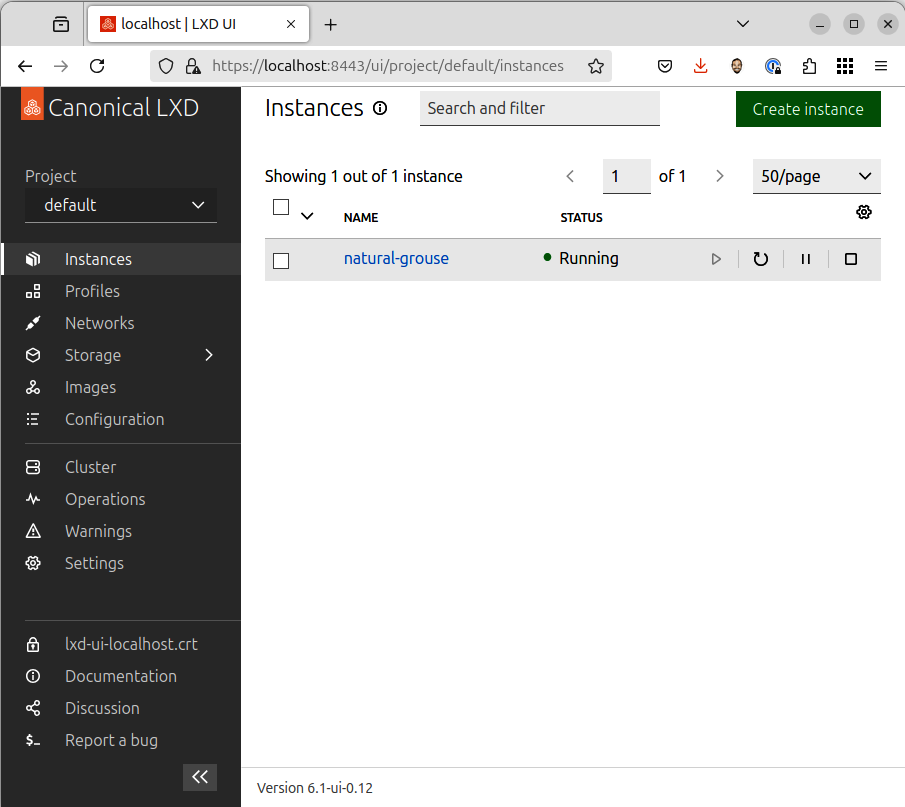 localhost | LXD UI
https://localhost:8443/ui/project/default/instances
Canonical LXD
Instances
Search and filter
Create instance
Project
default
Showing 1 out of 1 instance
1
of 1
50/page
NAME
STATUS
natural-grouse
Running
Instances
Profiles
Networks
Storage
Images
Configuration
Cluster
Operations
Warnings
Settings
lxd-ui-localhost.crt
Documentation
Discussion
$_
Report a bug
Version 6.1-ui-0.12